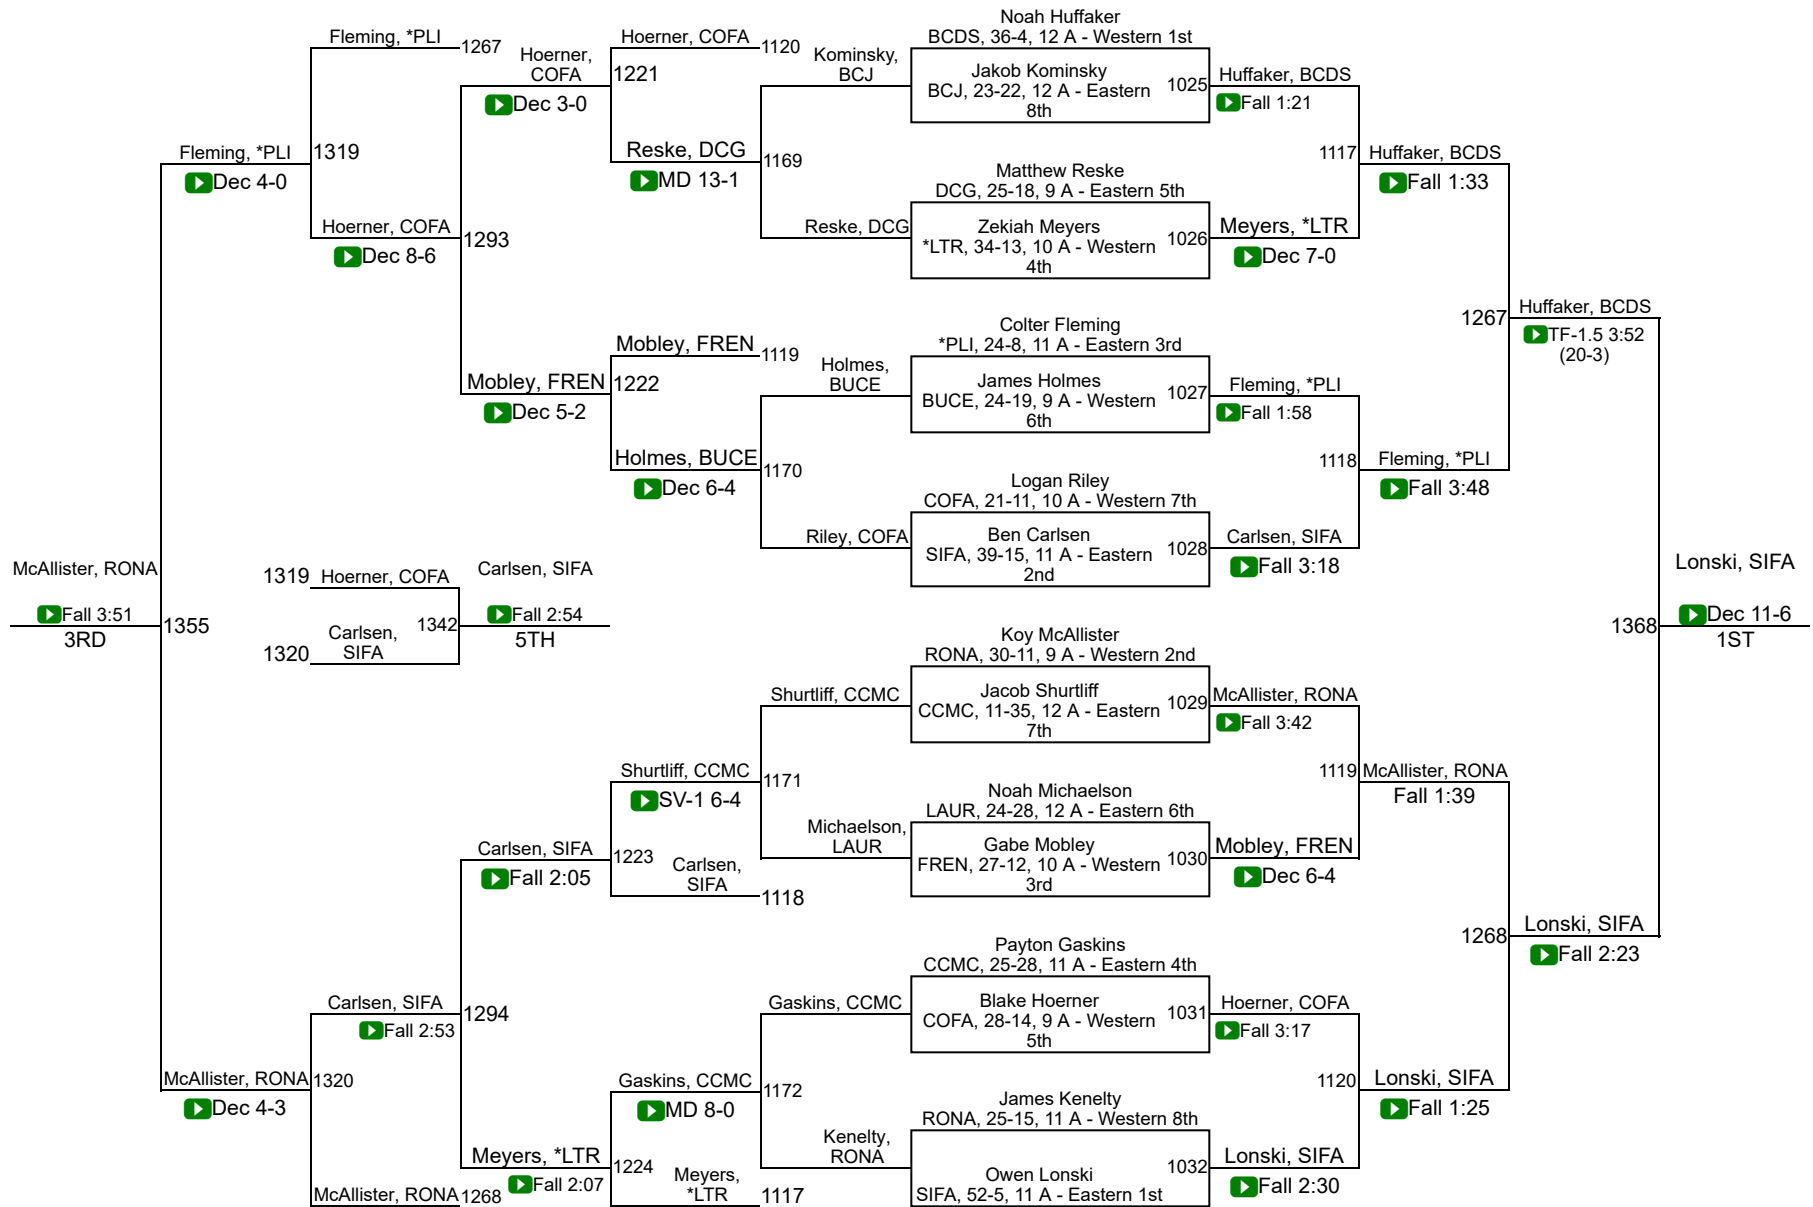 Noah Huffaker
BCDS, 36-4, 12 A - Western 1st
Jakob Kominsky
BCJ, 23-22, 12 A - Eastern
8th
1025
Matthew Reske
DCG, 25-18, 9 A - Eastern 5th
Zekiah Meyers
*LTR, 34-13, 10 A - Western
4th
1026
Colter Fleming
*PLI, 24-8, 11 A - Eastern 3rd
James Holmes
BUCE, 24-19, 9 A - Western
6th
1027
Logan Riley
COFA, 21-11, 10 A - Western 7th
Ben Carlsen
SIFA, 39-15, 11 A - Eastern
2nd
1028
Koy McAllister
RONA, 30-11, 9 A - Western 2nd
Jacob Shurtliff
CCMC, 11-35, 12 A - Eastern
7th
1029
Noah Michaelson
LAUR, 24-28, 12 A - Eastern 6th
Gabe Mobley
FREN, 27-12, 10 A - Western
3rd
1030
Payton Gaskins
CCMC, 25-28, 11 A - Eastern 4th
Blake Hoerner
COFA, 28-14, 9 A - Western
5th
1031
James Kenelty
RONA, 25-15, 11 A - Western 8th
Owen Lonski
SIFA, 52-5, 11 A - Eastern 1st
1032
Huffaker, BCDS
Fall 1:21
1117
Meyers, *LTR
Dec 7-0
Fleming, *PLI
Fall 1:58
1118
Carlsen, SIFA
Fall 3:18
McAllister, RONA
Fall 3:42
1119
Mobley, FREN
Dec 6-4
Hoerner, COFA
Fall 3:17
1120
Lonski, SIFA
Fall 2:30
Huffaker, BCDS
Fall 1:33
1267
Fleming, *PLI
Fall 3:48
McAllister, RONA
Fall 1:39
1268
Lonski, SIFA
Fall 1:25
Huffaker, BCDS
TF-1.5 3:52
(20-3)
1368
Lonski, SIFA
Fall 2:23
Lonski, SIFA
Dec 11-6
1ST
Kominsky,
BCJ
1169
Reske, DCG
Holmes,
BUCE
1170
Riley, COFA
Shurtliff, CCMC
1171
Michaelson,
LAUR
Gaskins, CCMC
1172
Kenelty,
RONA
Hoerner, COFA
1120
1221
Reske, DCG
MD 13-1
Mobley, FREN
1119
1222
Holmes, BUCE
Dec 6-4
Shurtliff, CCMC
SV-1 6-4
1223
Carlsen,
SIFA
1118
Gaskins, CCMC
MD 8-0
1224
Meyers,
*LTR
1117
Hoerner,
COFA
Dec 3-0
1293
Mobley, FREN
Dec 5-2
Carlsen, SIFA
Fall 2:05
1294
Meyers, *LTR
Fall 2:07
Fleming, *PLI
1267
1319
Hoerner, COFA
Dec 8-6
Carlsen, SIFA
Fall 2:53
1320
McAllister, RONA
1268
Fleming, *PLI
Dec 4-0
1355
McAllister, RONA
Dec 4-3
McAllister, RONA
Fall 3:51
3RD
1319
Hoerner, COFA
1342
1320
Carlsen,
SIFA
Carlsen, SIFA
Fall 2:54
5TH